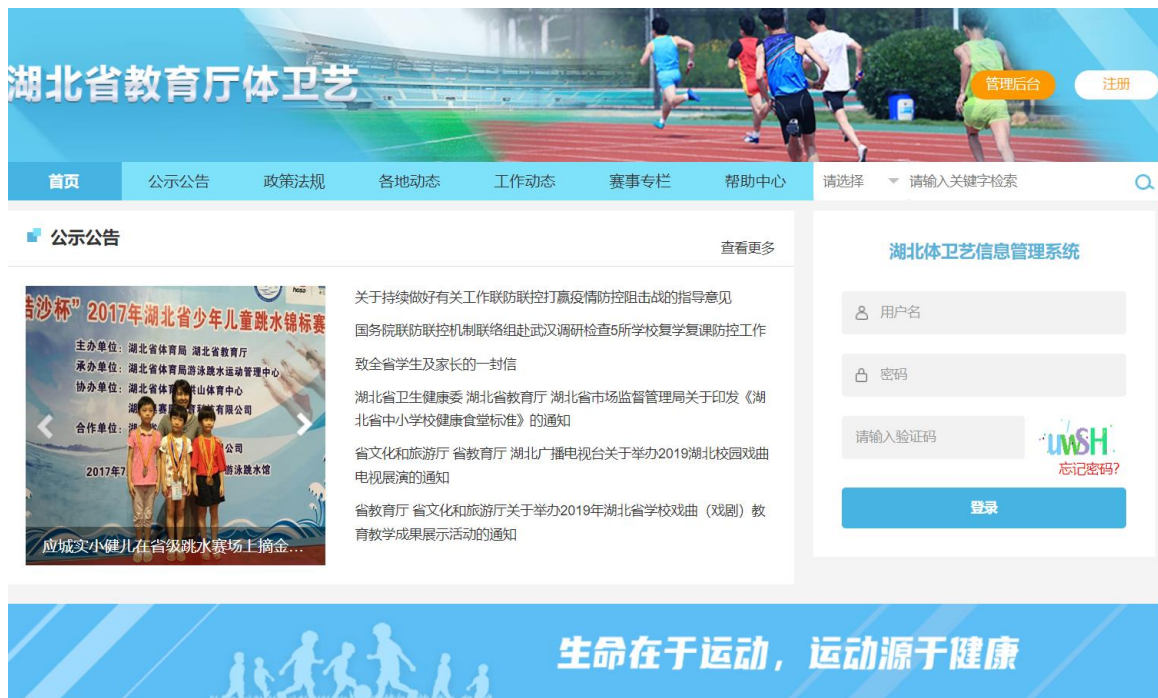 湖北省教育厅体卫艺
管理后台
注册
首页
公示公告
政策法规
各地动态
工作动态
赛事专栏
帮助中心
请选择
请输入关键字检索
公示公告
查看更多
浩沙杯”2017年湖北省少年儿童跳水锦标赛
hosa
主办单位：湖北省体育局 湖北省教育厅
承办单位：湖北省体育局游泳跳水运动管理中心
协办单位：湖北省体育
洪山体育中心
有限公司
合作单位：
公司
2017年7
游泳跳水馆
应城实小健儿在省级跳水赛场上摘金...
关于持续做好有关工作联防联控打赢疫情防控阻击战的指导意见
国务院联防联控机制联络组赴武汉调研检查5所学校复学复课防控工作
致全省学生及家长的一封信
湖北省卫生健康委 湖北省教育厅 湖北省市场监督管理局关于印发《湖
北省中小学校健康食堂标准》的通知
省文化和旅游厅 省教育厅 湖北广播电视台关于举办2019湖北校园戏曲
电视展演的通知
省教育厅 省文化和旅游厅关于举办2019年湖北省学校戏曲（戏剧）教
育教学成果展示活动的通知
湖北体卫艺信息管理系统
用户名
密码
请输入验证码
uwSH
忘记密码?
登录
生命在于运动，运动源于健康